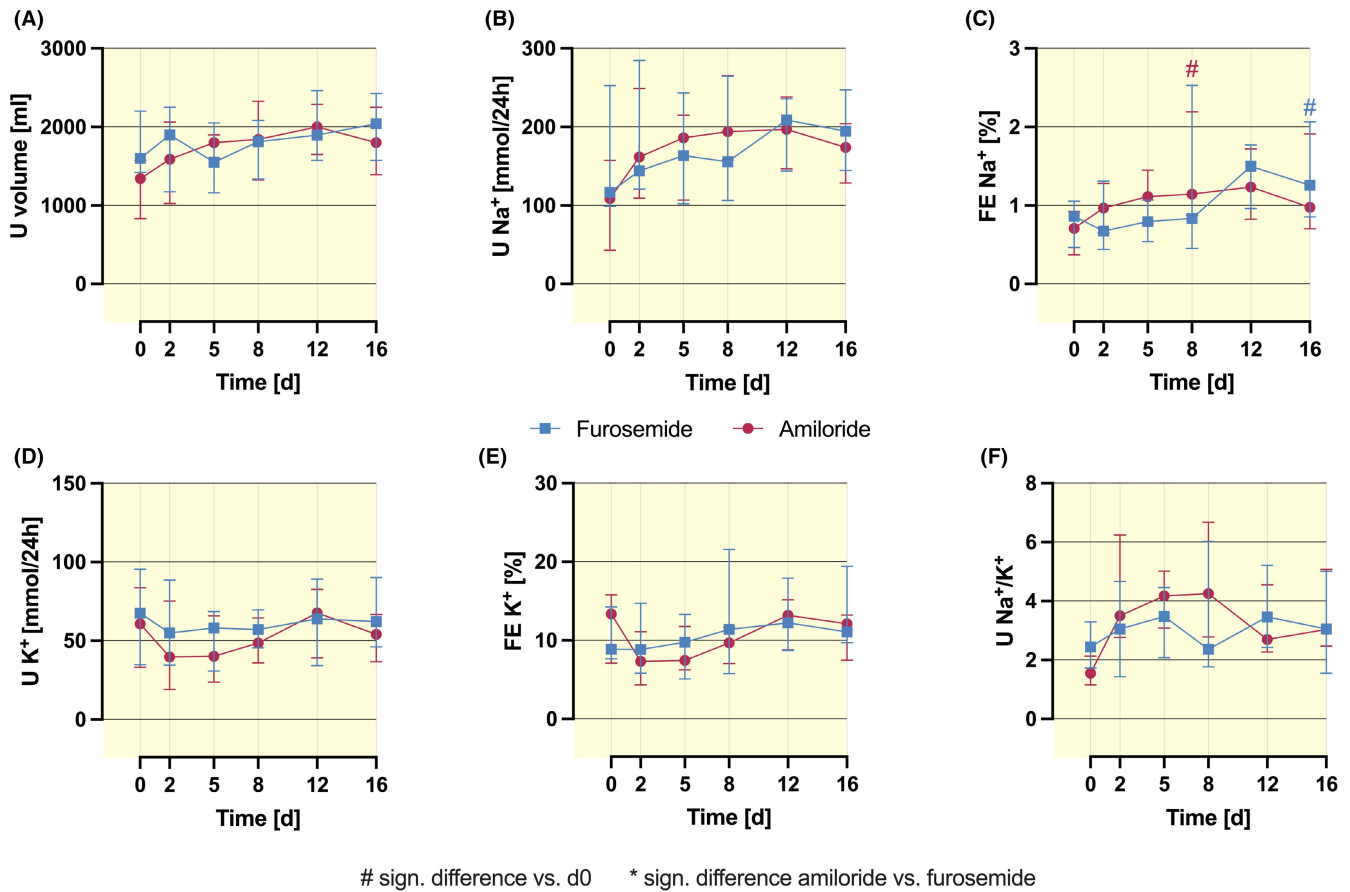 (A)
(B)
(C)
3000
2000
1000
0
U volume [ml]
0 2 5 8 12 16
Time [d]
300
200
100
0
U Na⁺ [mmol/24h]
0 2 5 8 12 16
Time [d]
3
2
1
0
FE Na⁺ [%]
#
#
0 2 5 8 12 16
Time [d]
Furosemide Amiloride
(D)
(E)
(F)
150
100
50
0
U K⁺ [mmol/24h]
0 2 5 8 12 16
Time [d]
30
20
10
0
FE K⁺ [%]
0 2 5 8 12 16
Time [d]
8
6
4
2
0
U Na⁺/K⁺
0 2 5 8 12 16
Time [d]
# sign. difference vs. d0 * sign. difference amiloride vs. furosemide